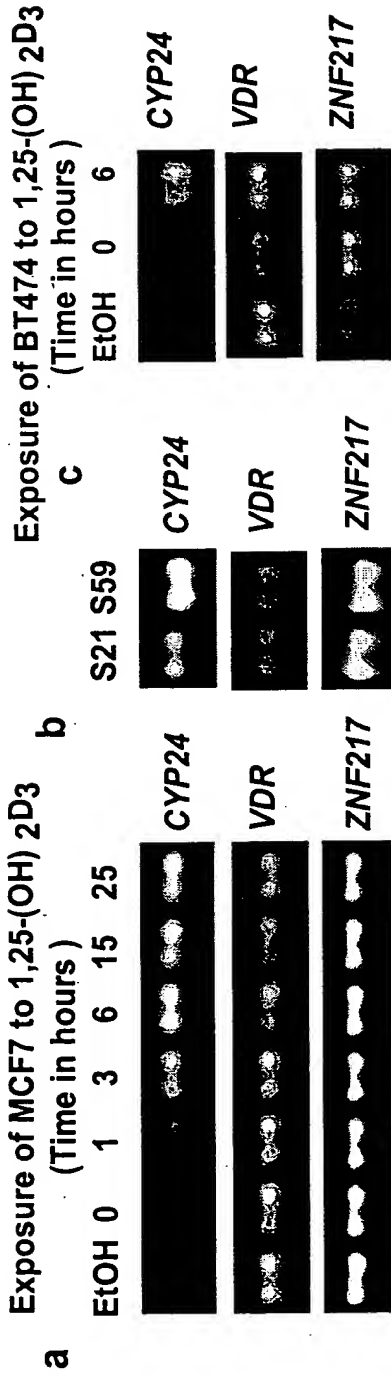 a
Exposure of MCF7 to 1,25-(OH) 2D3
(Time in hours )
EtOH 0 1 3 6 15 25
CYP24
VDR
ZNF217
b
S21 S59
CYP24
VDR
ZNF217
c
Exposure of BT474 to 1,25-(OH) 2D3
(Time in hours )
EtOH 0 6
CYP24
VDR
ZNF217